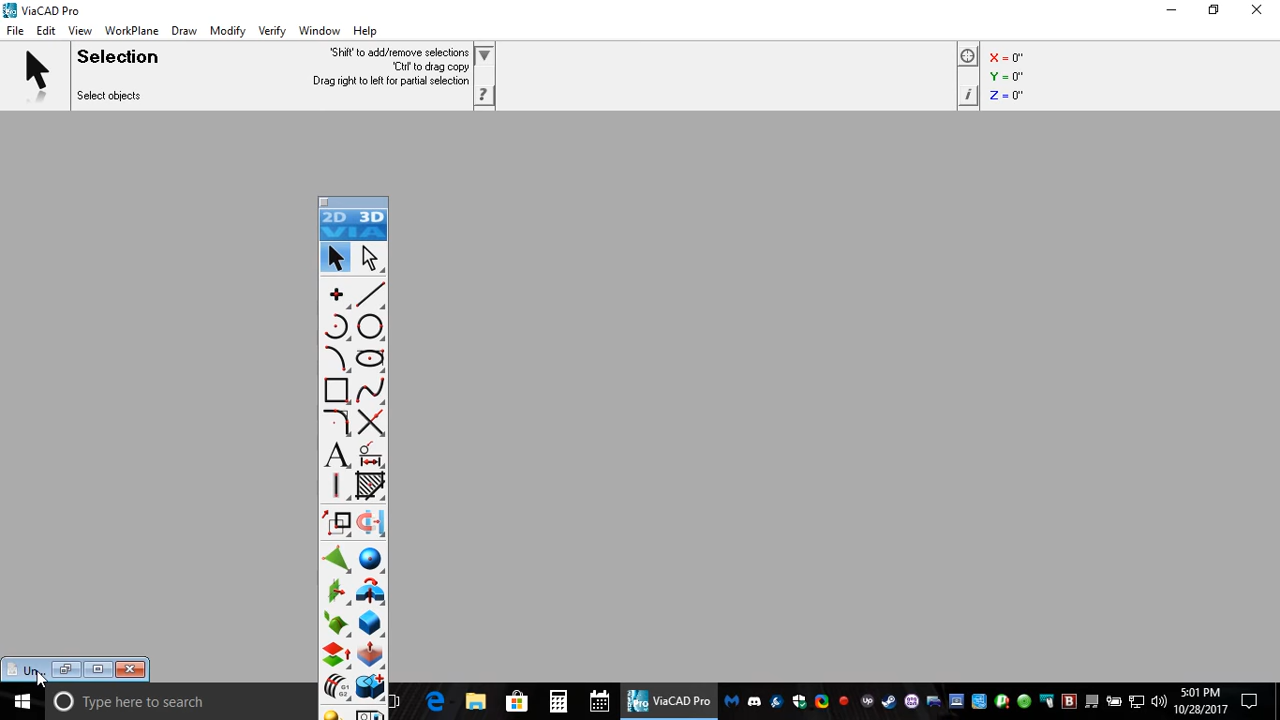 ViaCAD Pro
File Edit View WorkPlane Draw Modify Verify Window Help
Selection
'Shift' to add/remove selections
'Ctrl' to drag copy
Drag right to left for partial selection
Select objects
?
i
X = 0"
Y = 0"
Z = 0"
2D 3D
VIA
A
G1
G2
Un...
Type here to search
ViaCAD Pro
5:01 PM
10/28/2017